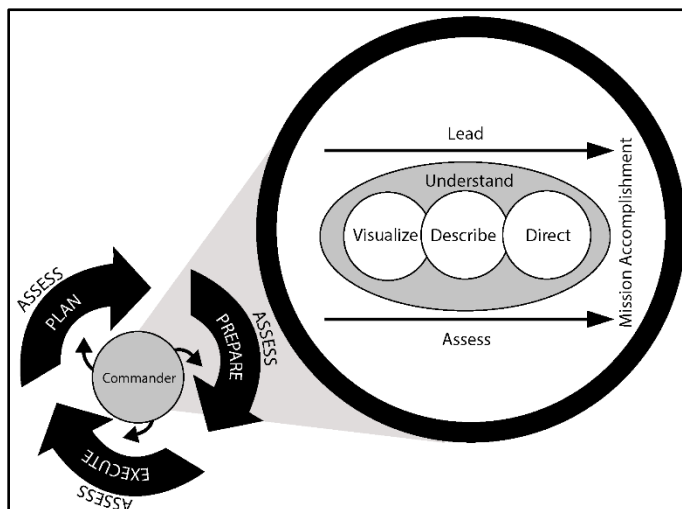 Lead
Understand
Visualize
Describe
Direct
Assess
Mission Accomplishment
ASSESS
PLAN
ASSESS
PREPARE
Commander
EXECUTE
ASSESS